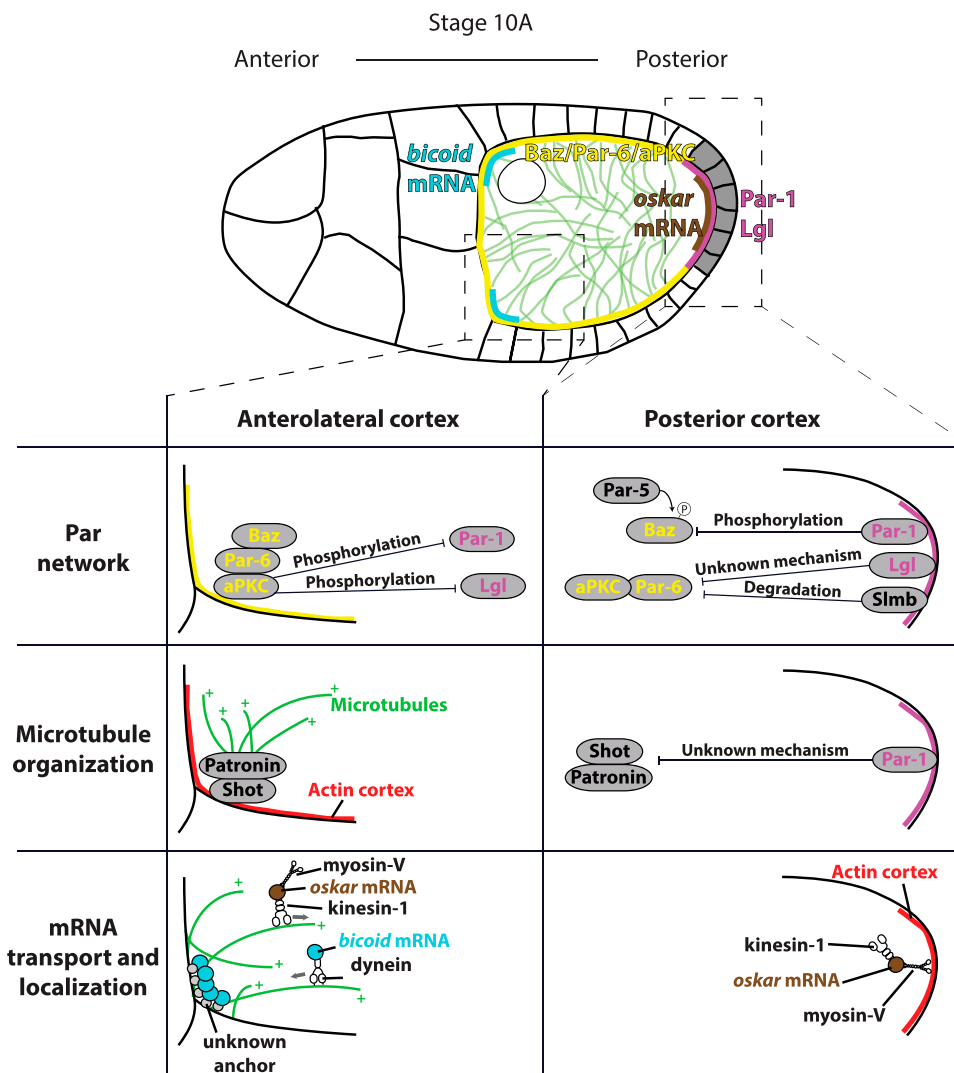 Stage 10A
Anterior
Posterior
bicoid
mRNA
Baz/Par-6/aPKC
oskar
mRNA
Par-1
Lgl
Anterolateral cortex
Posterior cortex
Par
network
Baz
Par-6
aPKC
Phosphorylation
Phosphorylation
Par-1
Lgl
Par-5
P
Baz
Phosphorylation
Par-1
Unknown mechanism
Lgl
aPKC
Par-6
Degradation
Slmb
Microtubule
organization
+
+
+
+
+
Microtubules
Patronin
Shot
Actin cortex
Shot
Patronin
Unknown mechanism
Par-1
mRNA
transport and
localization
myosin-V
oskar mRNA
kinesin-1
+
+
bicoid mRNA
dynein
+
+
unknown
anchor
Actin cortex
kinesin-1
oskar mRNA
myosin-V